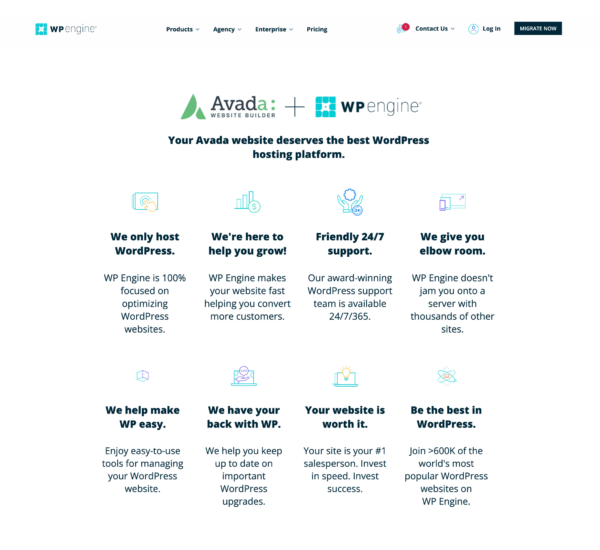 WP engine
Products
Agency
Enterprise
Pricing
Contact Us
Log In
MIGRATE NOW
Avada:
WEBSITE BUILDER
WP engine
Your Avada website deserves the best WordPress
hosting platform.
We only host
WordPress.
WP Engine is 100%
focused on
optimizing
WordPress
websites.
We're here to
help you grow!
WP Engine makes
your website fast
helping you convert
more customers.
Friendly 24/7
support.
Our award-winning
WordPress support
team is available
24/7/365.
We give you
elbow room.
WP Engine doesn't
jam you onto a
server with
thousands of other
sites.
We help make
WP easy.
Enjoy easy-to-use
tools for managing
your WordPress
website.
We have your
back with WP.
We help you keep
up to date on
important
WordPress
upgrades.
Your website is
worth it.
Your site is your #1
salesperson. Invest
in speed. Invest
success.
Be the best in
WordPress.
Join >600K of the
world's most
popular WordPress
websites on
WP Engine.